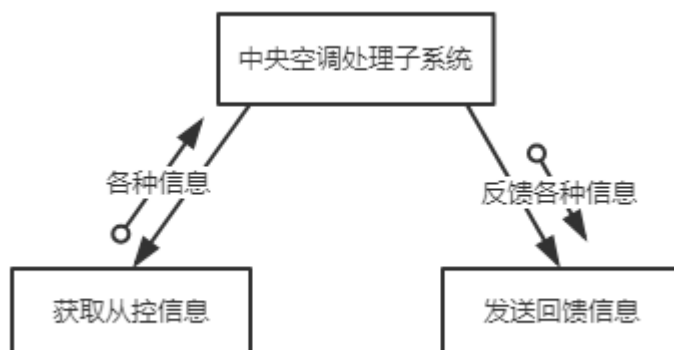 中央空调处理子系统
各种信息
反馈各种信息
获取从控信息
发送回馈信息